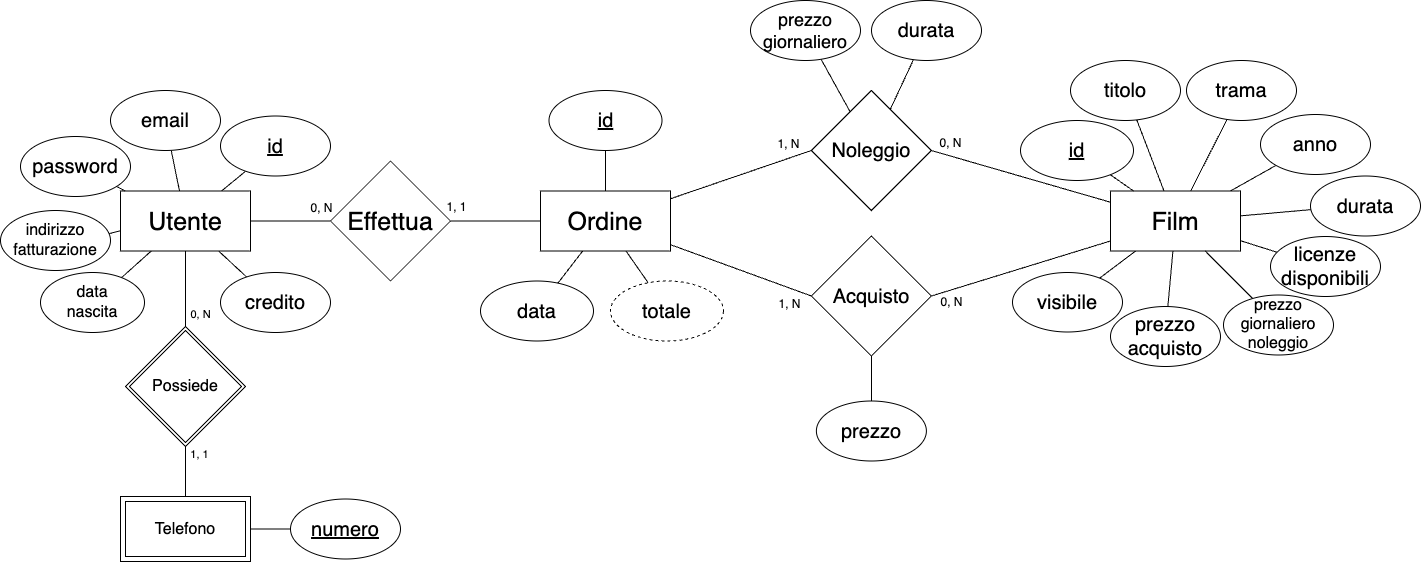 prezzo
giornaliero
durata
titolo
trama
email
id
id
id
anno
password
1, N
Noleggio
0, N
durata
indirizzo
fatturazione
Utente
0, N
Effettua
1, 1
Ordine
Film
licenze
disponibili
data
nascita
credito
data
totale
1, N
Acquisto
0, N
visibile
prezzo
acquisto
prezzo
giornaliero
noleggio
0, N
Possiede
prezzo
1, 1
Telefono
numero